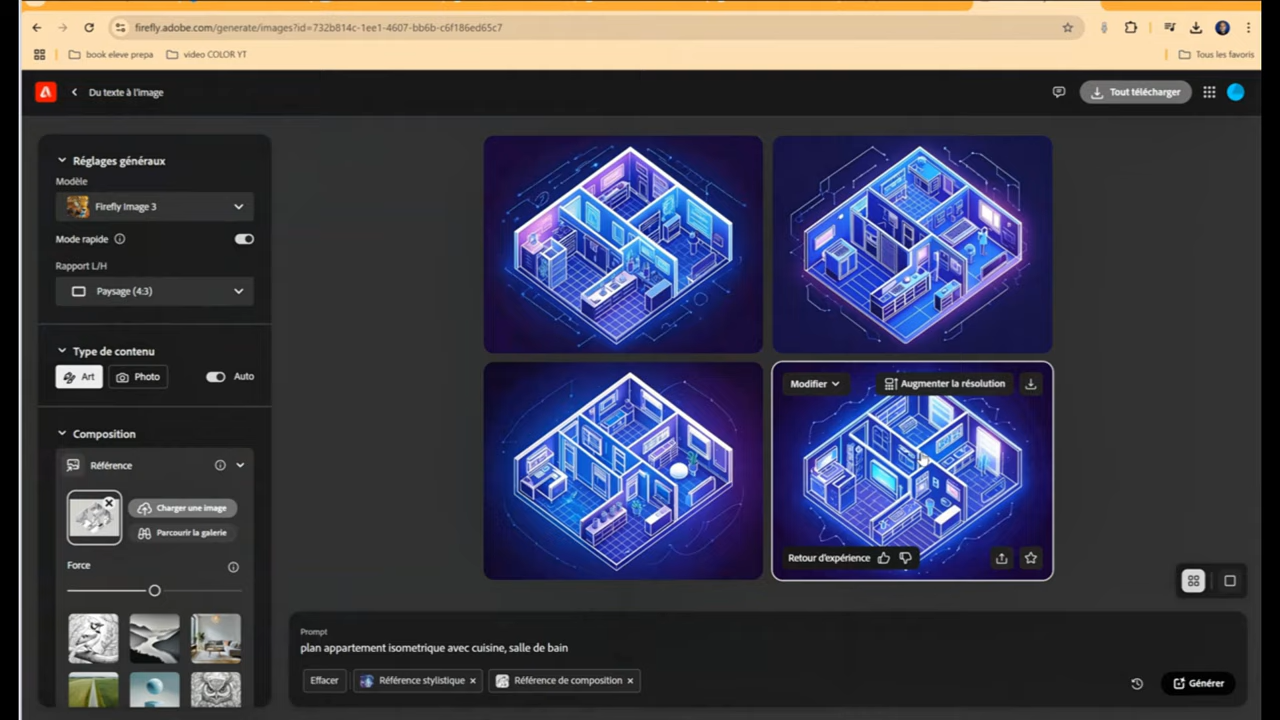 firefly.adobe.com/generate/images?id=732b814c-1ee1-4607-bb6b-c6f186ed65c7
book eleve prepa
video COLOR YT
Tous les favoris
Du texte à l'image
Tout télécharger
Réglages généraux
Modèle
Firefly Image 3
Mode rapide
Rapport L/H
Paysage (4:3)
Type de contenu
Art
Photo
Auto
Composition
Référence
Charger une image
Parcourir la galerie
Force
Modifier
Augmenter la résolution
Retour d'expérience
Prompt
plan appartement isometrique avec cuisine, salle de bain
Effacer
Référence stylistique
Référence de composition
Générer